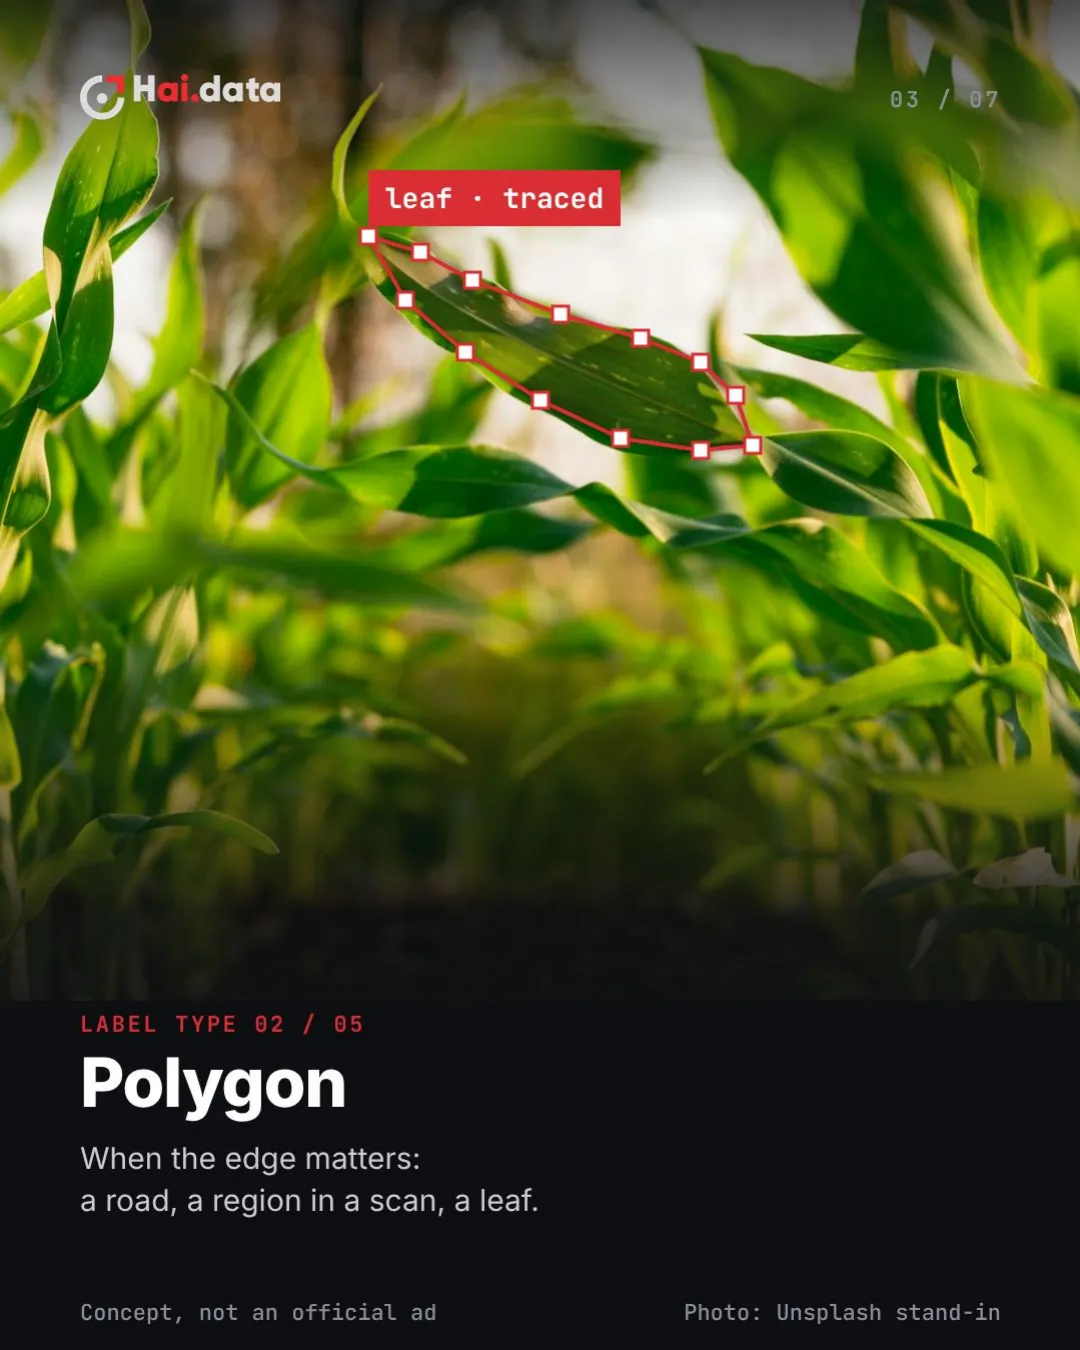 Hai.data
03 / 07
leaf · traced
LABEL TYPE 02 / 05
Polygon
When the edge matters:
a road, a region in a scan, a leaf.
Concept, not an official ad
Photo: Unsplash stand-in